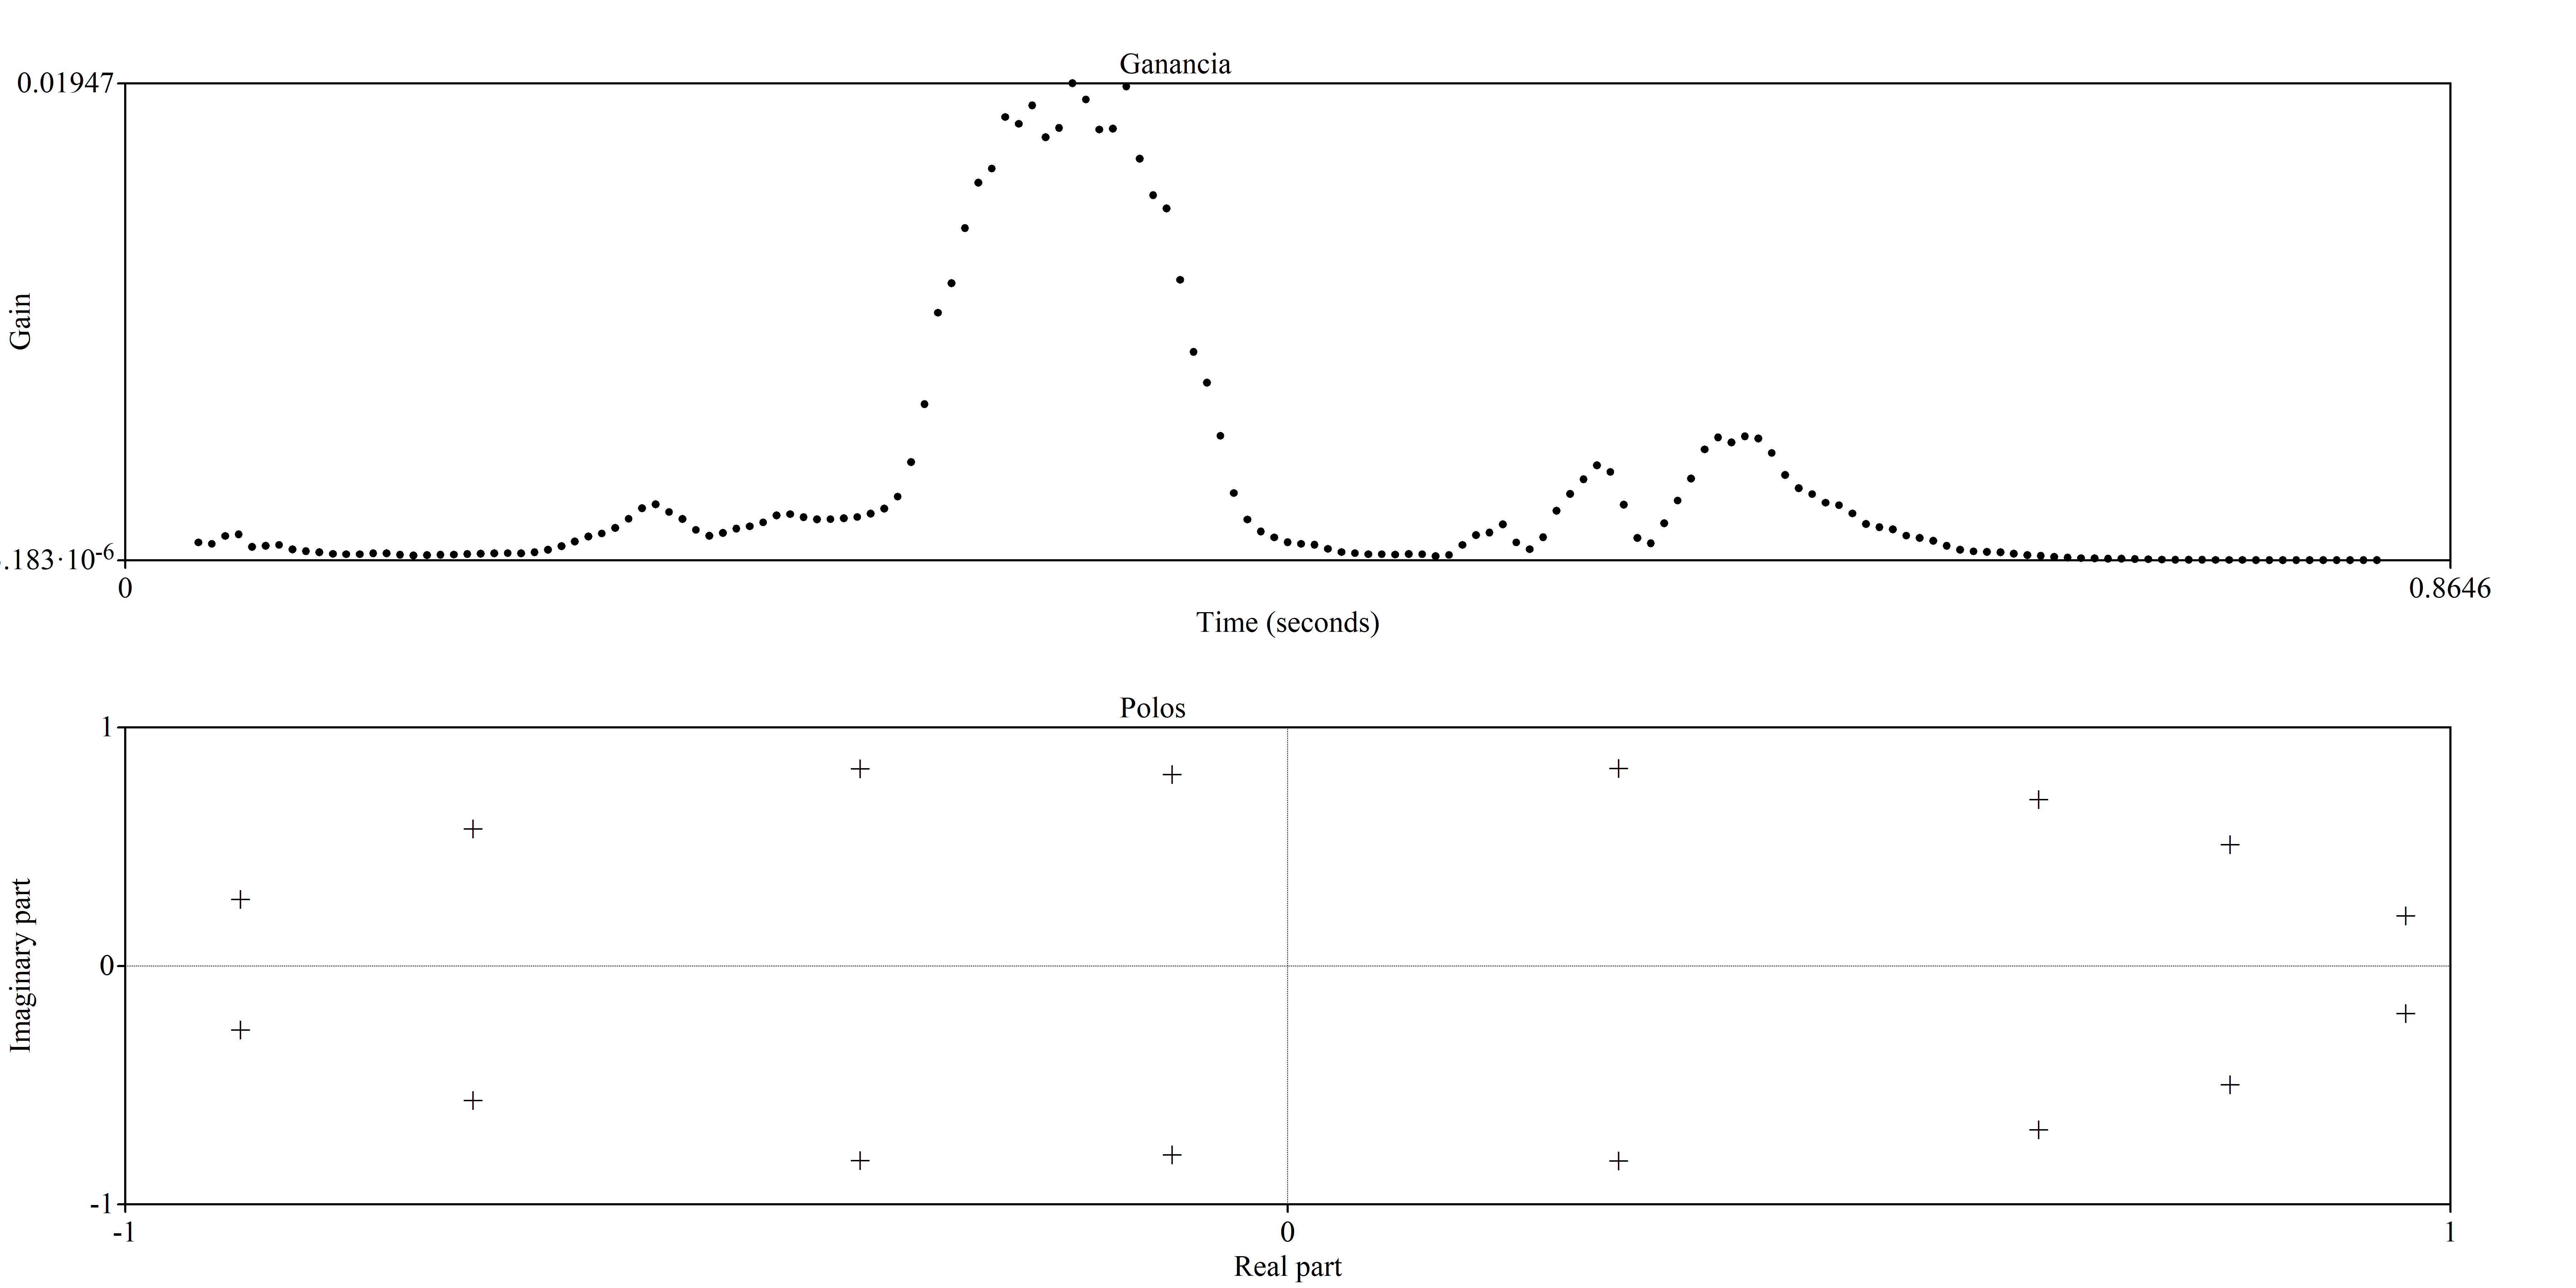 Ganancia
0.01947
Gain
.183·10-6
0
0.8646
Time (seconds)
Polos
1
Imaginary part
0
-1
-1
0
1
Real part